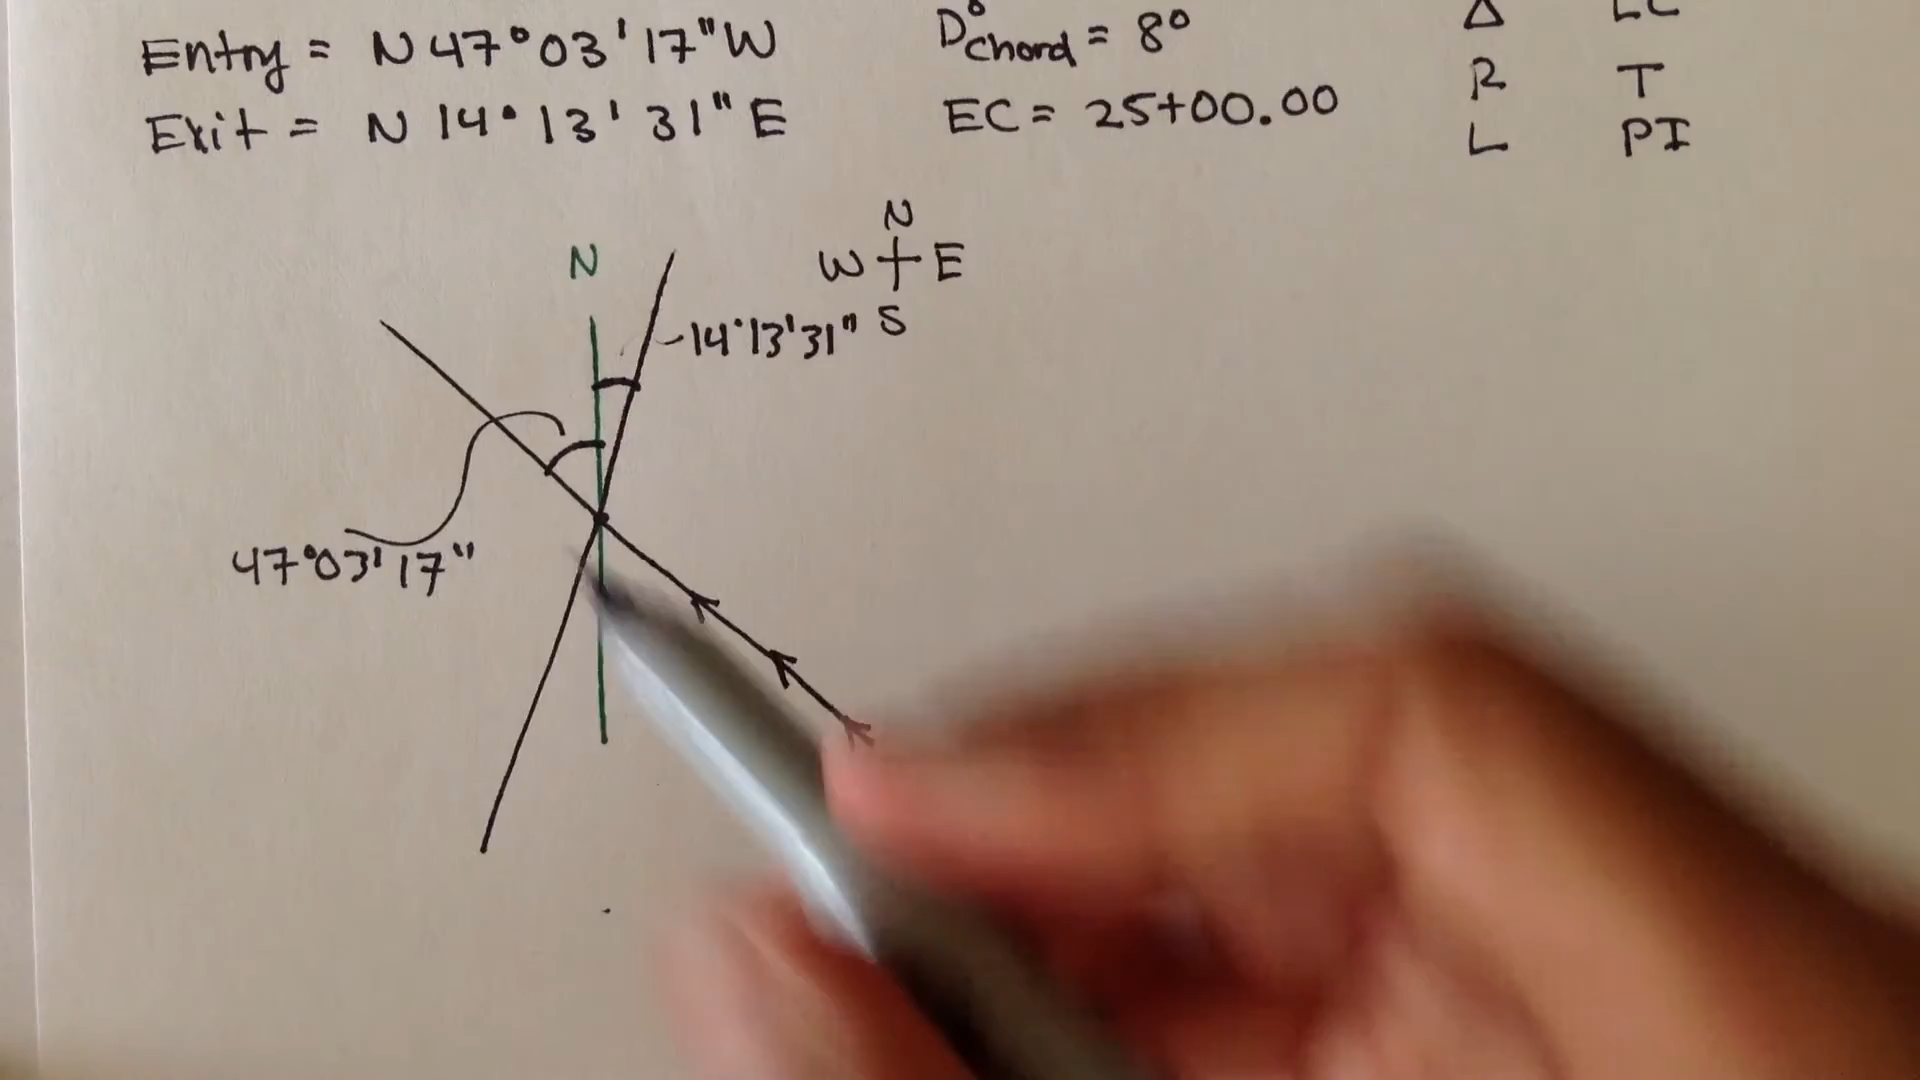 Entry = N 47°03'17"W
Exit = N 14°13'31"E
D°chord = 8°
EC = 25+00.00
Δ LC
R T
L PI
N
N
W E
S
14°13'31"
47°03'17"